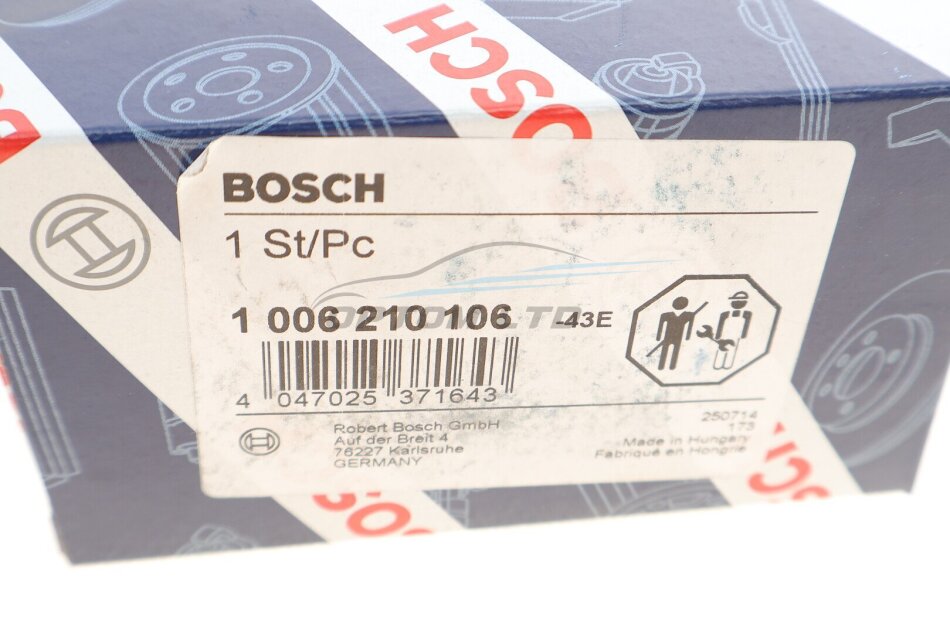 BOSCH
BOSCH
1 St/Pc
1 006 210 106 -43E
4 047025 371643
Robert Bosch GmbH
Auf der Breit 4
76227 Karlsruhe
GERMANY
250714
173
Made in Hungary
Fabriqué en Hongrie